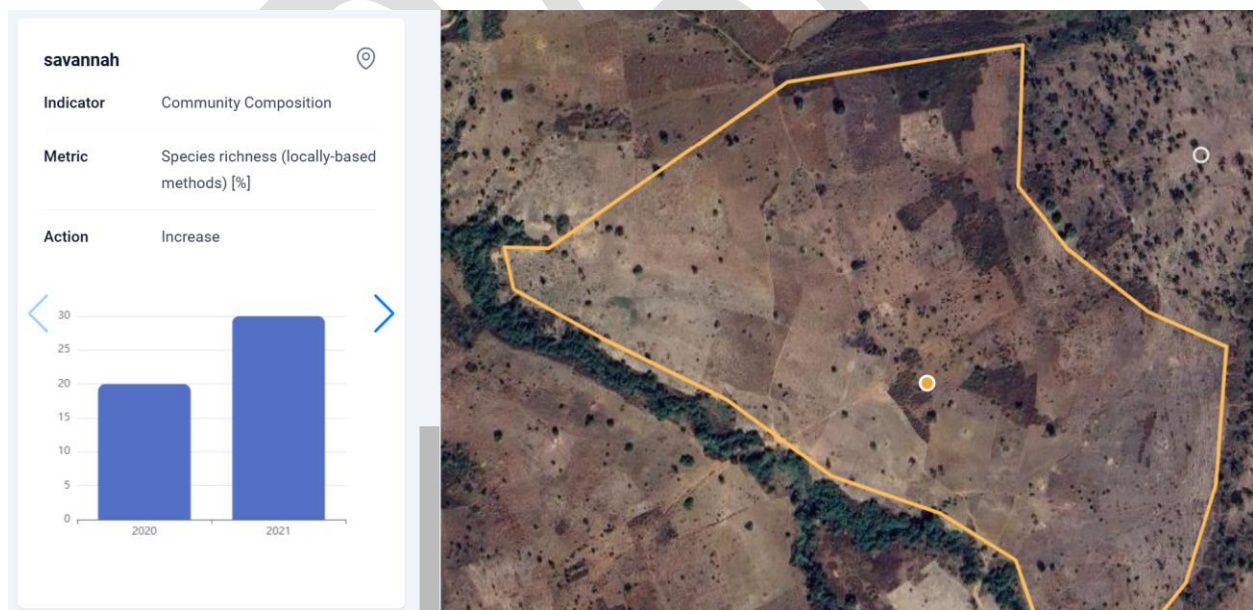 savannah
Indicator Community Composition
Metric Species richness (locally-based
methods) [%]
Action Increase
30
25
20
15
10
5
0
2020 2021